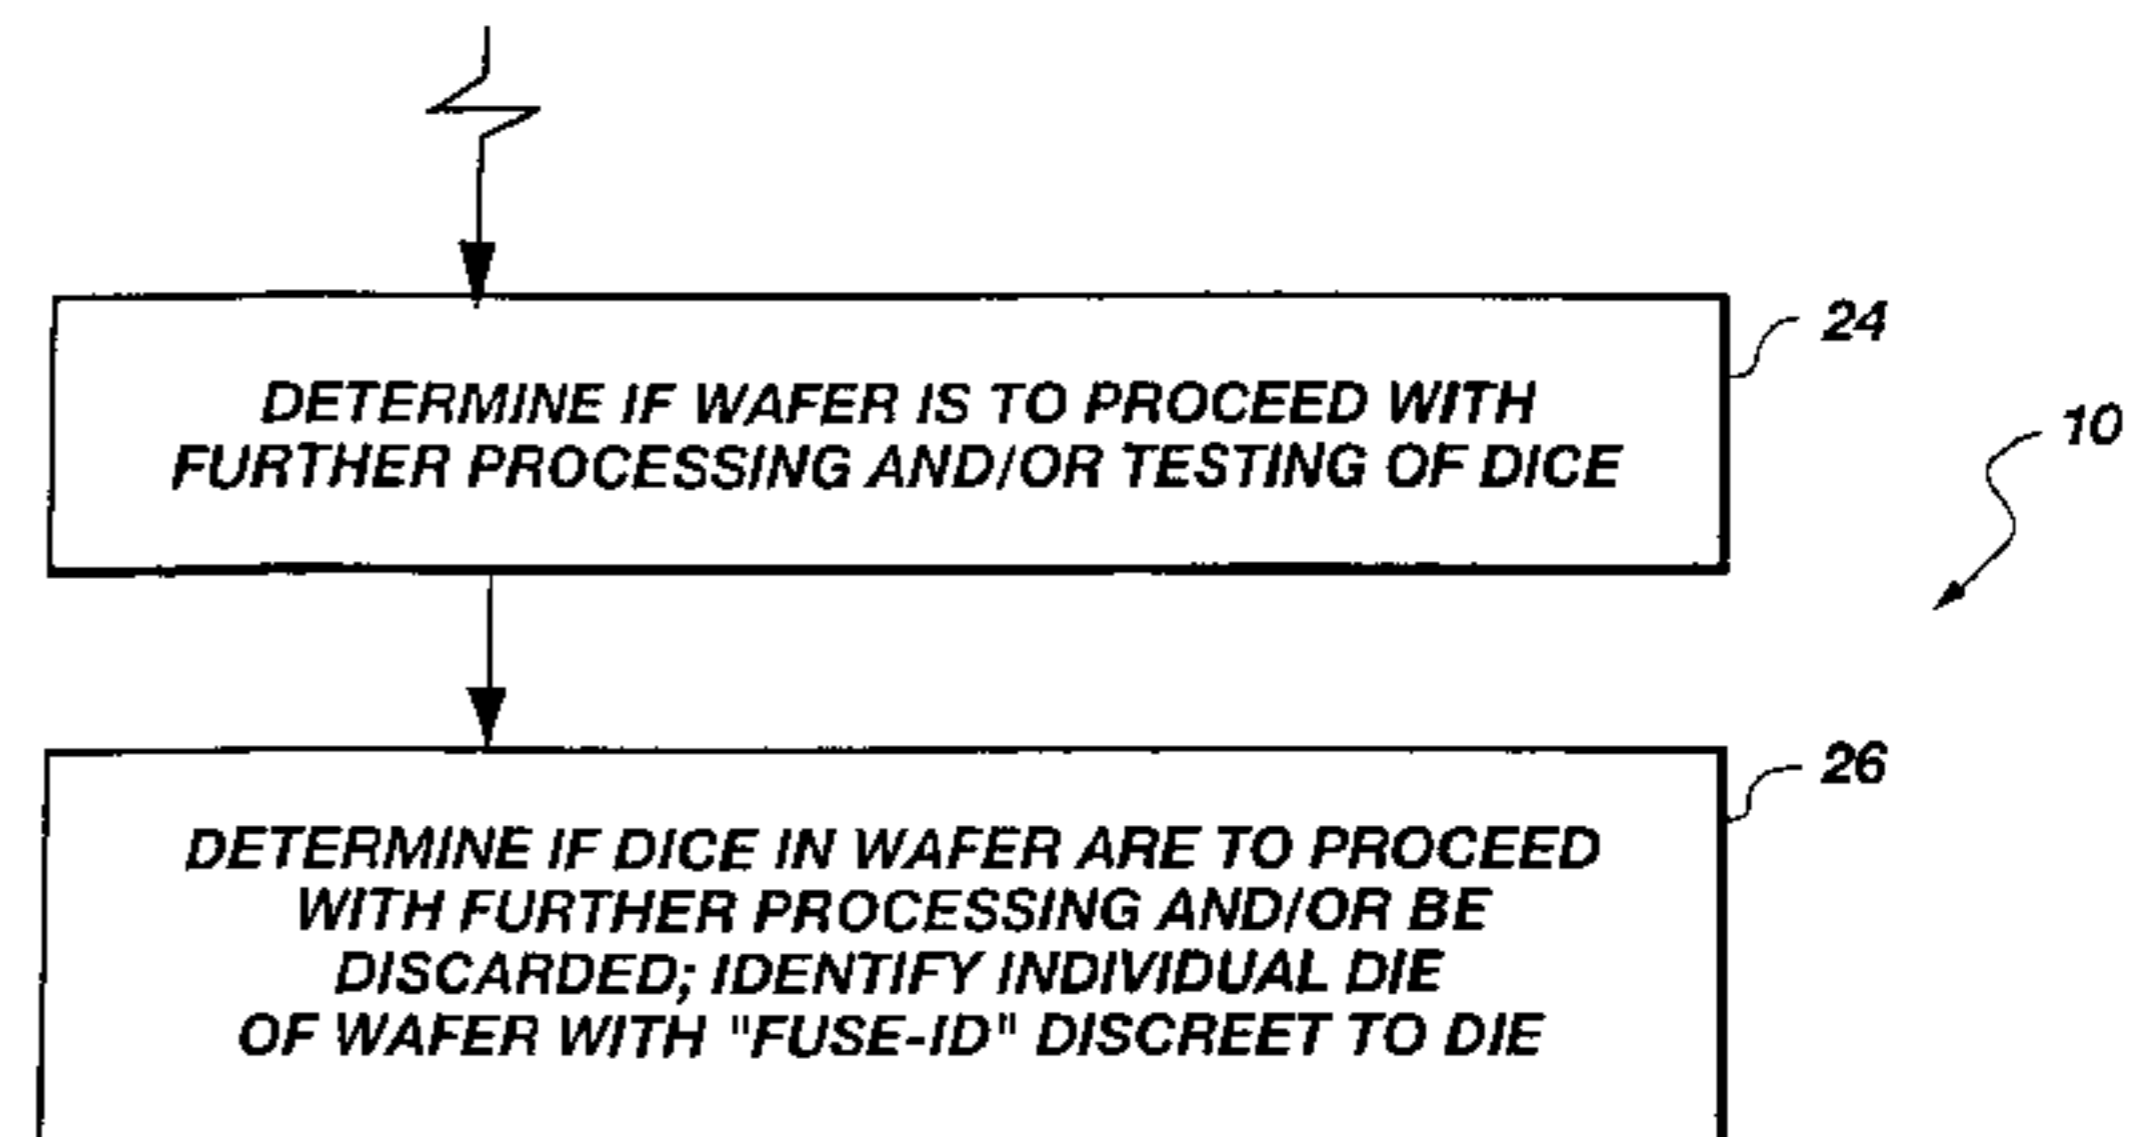 24
DETERMINE IF WAFER IS TO PROCEED WITH
FURTHER PROCESSING AND/OR TESTING OF DICE
10
26
DETERMINE IF DICE IN WAFER ARE TO PROCEED
WITH FURTHER PROCESSING AND/OR BE
DISCARDED; IDENTIFY INDIVIDUAL DIE
OF WAFER WITH "FUSE-ID" DISCREET TO DIE